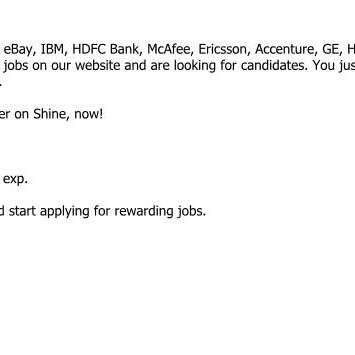 eBay, IBM, HDFC Bank, McAfee, Ericsson, Accenture, GE, H
jobs on our website and are looking for candidates. You jus
.
er on Shine, now!
exp.
d start applying for rewarding jobs.